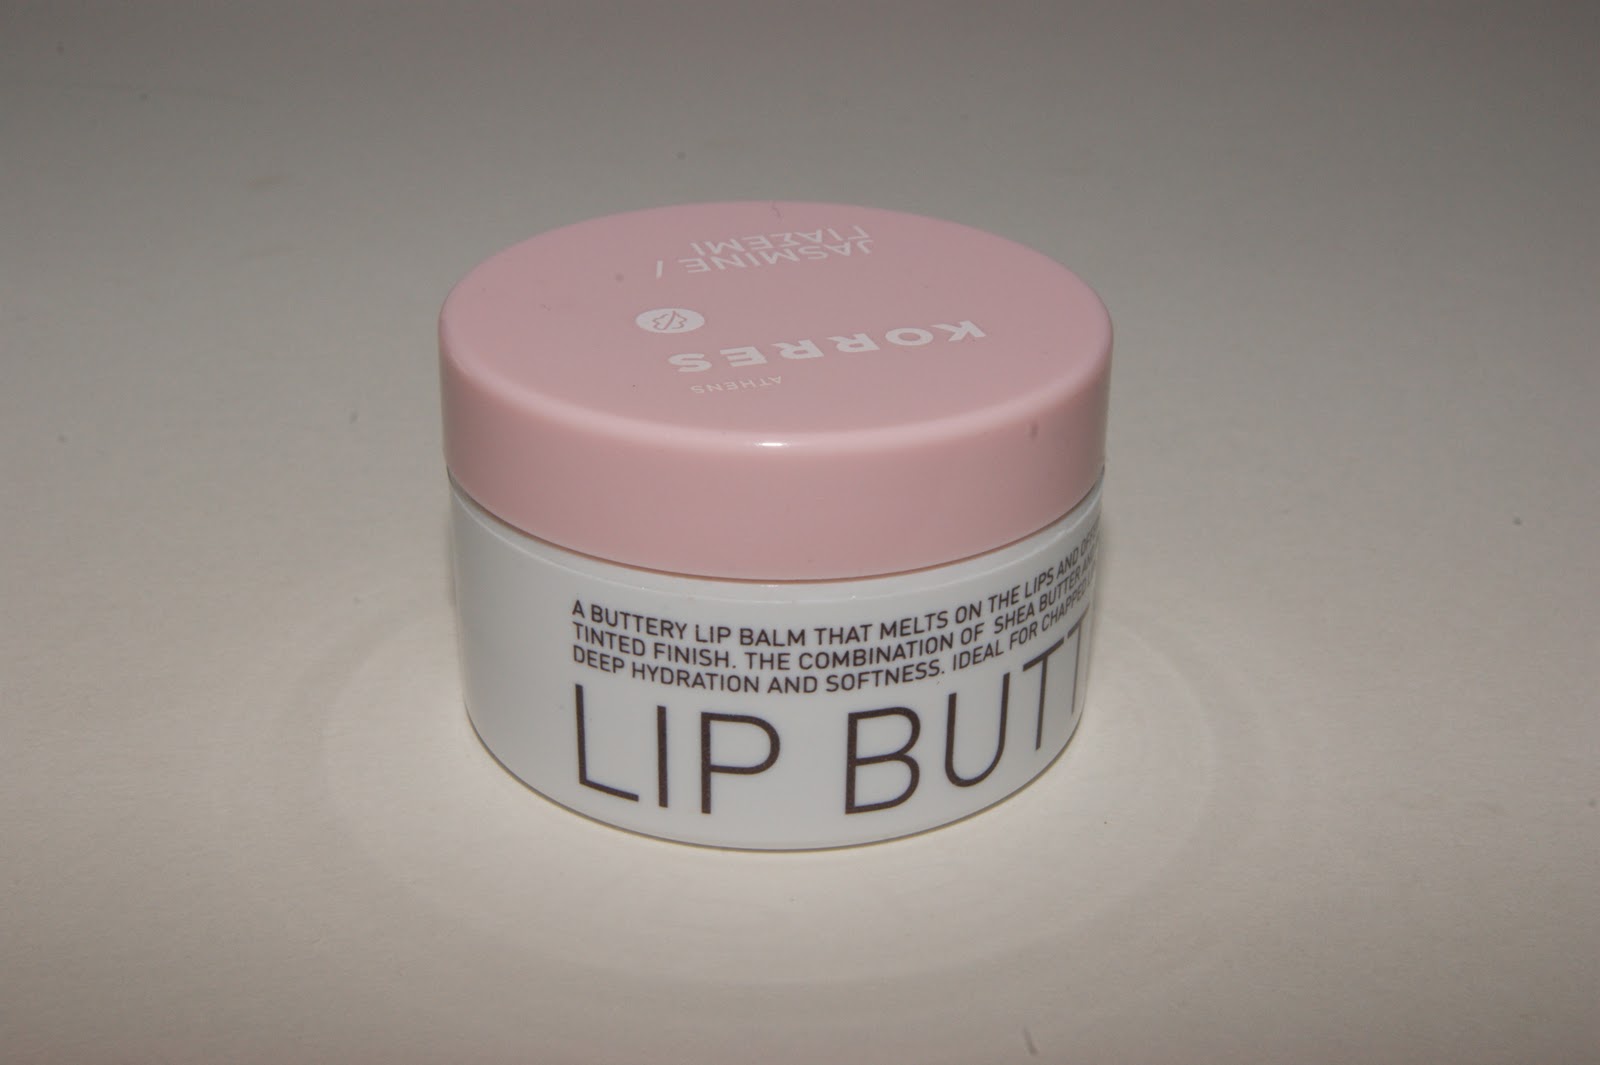 ATHENS
KORRES
JASMINE /
ΓΙΑΣΕΜΙ
A BUTTERY LIP BALM THAT MELTS ON THE LIPS AND
TINTED FINISH. THE COMBINATION OF SHEA BUTTER
DEEP HYDRATION AND SOFTNESS. IDEAL FOR CHAPPED
LIP BUTT